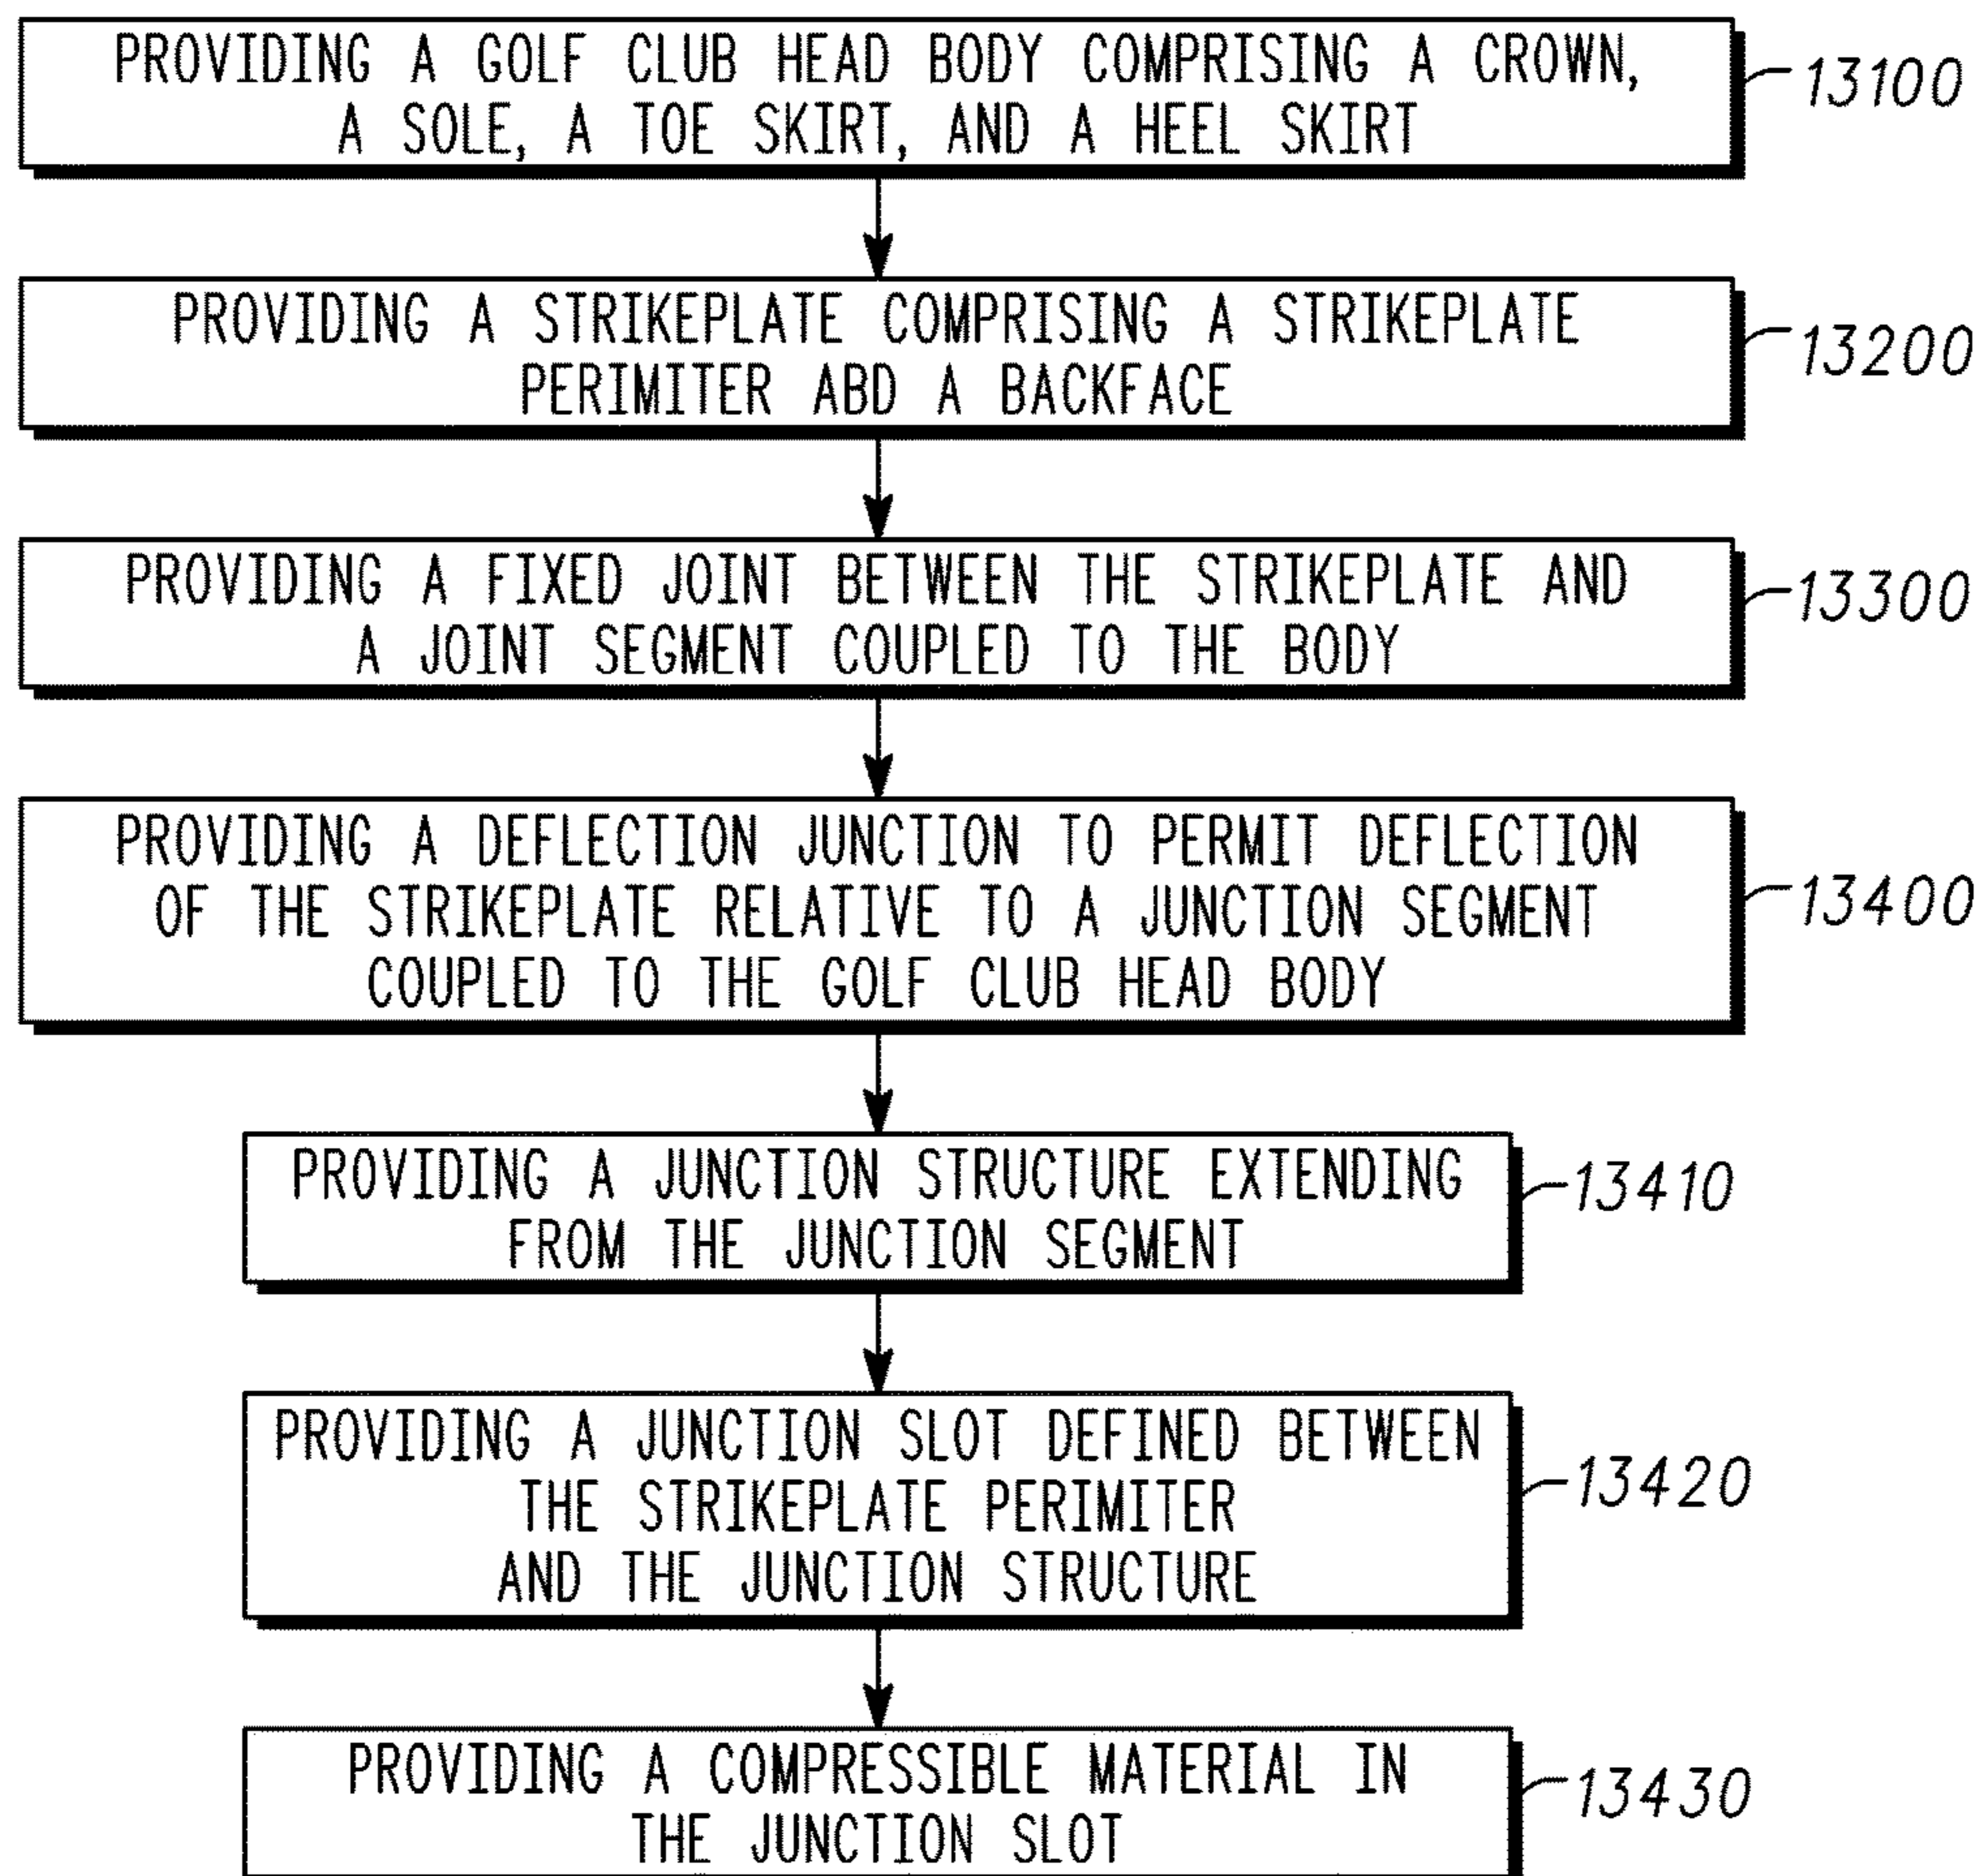 PROVIDING A GOLF CLUB HEAD BODY COMPRISING A CROWN,
A SOLE, A TOE SKIRT, AND A HEEL SKIRT
13100
PROVIDING A STRIKEPLATE COMPRISING A STRIKEPLATE
PERIMITER ABD A BACKFACE
13200
PROVIDING A FIXED JOINT BETWEEN THE STRIKEPLATE AND
A JOINT SEGMENT COUPLED TO THE BODY
13300
PROVIDING A DEFLECTION JUNCTION TO PERMIT DEFLECTION
OF THE STRIKEPLATE RELATIVE TO A JUNCTION SEGMENT
COUPLED TO THE GOLF CLUB HEAD BODY
13400
PROVIDING A JUNCTION STRUCTURE EXTENDING
FROM THE JUNCTION SEGMENT
13410
PROVIDING A JUNCTION SLOT DEFINED BETWEEN
THE STRIKEPLATE PERIMITER
AND THE JUNCTION STRUCTURE
13420
PROVIDING A COMPRESSIBLE MATERIAL IN
THE JUNCTION SLOT
13430